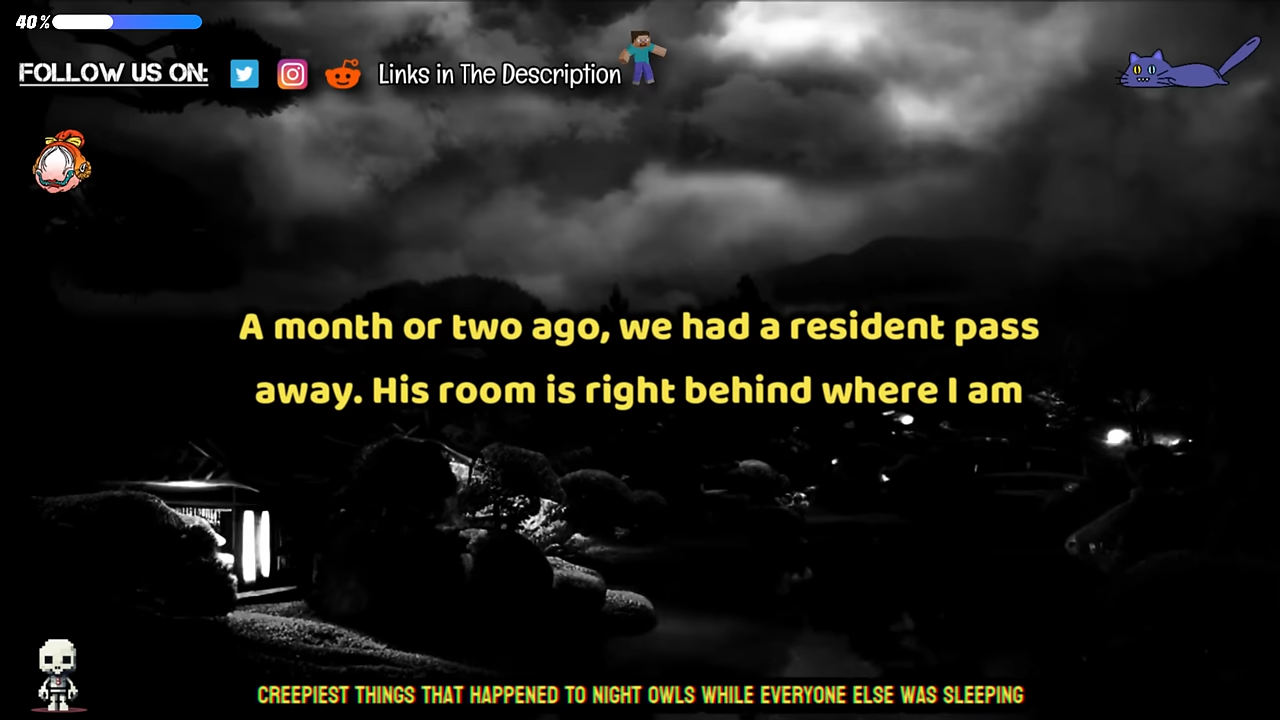 40%
FOLLOW US ON:
Links in The Description
A month or two ago, we had a resident pass
away. His room is right behind where I am
CREEPIEST THINGS THAT HAPPENED TO NIGHT OWLS WHILE EVERYONE ELSE WAS SLEEPING